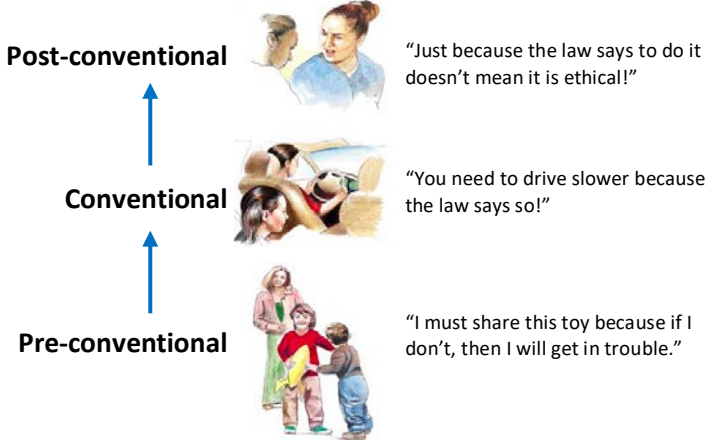 Post-conventional
“Just because the law says to do it
doesn’t mean it is ethical!”
Conventional
“You need to drive slower because
the law says so!”
Pre-conventional
“I must share this toy because if I
don’t, then I will get in trouble.”